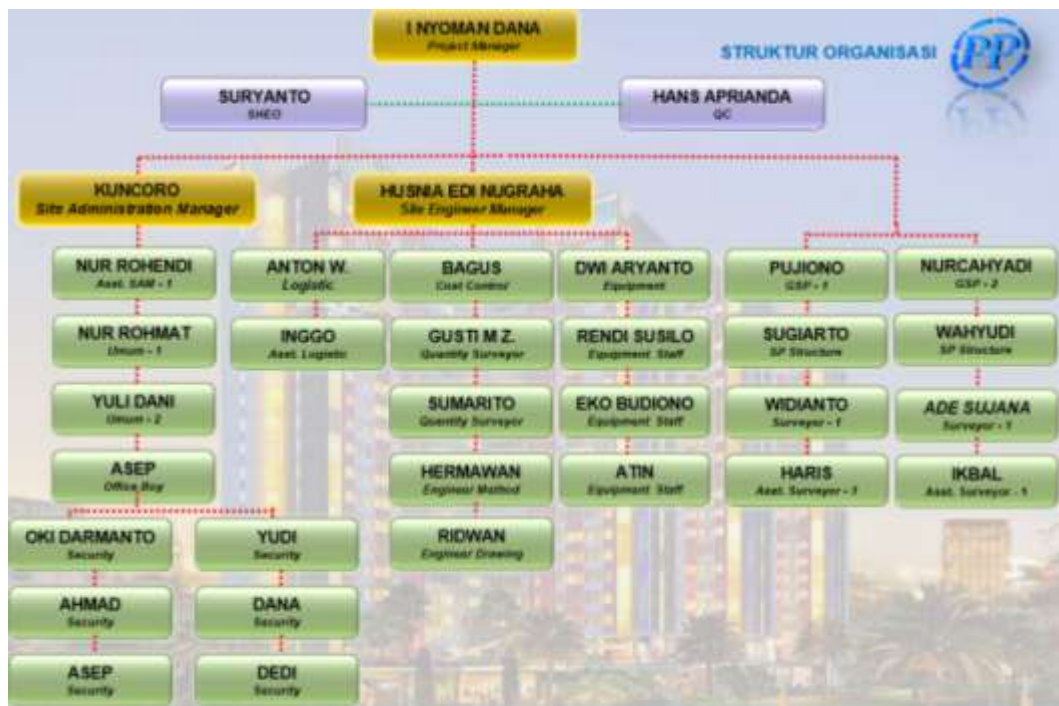 I NYOMAN DANA
Project Manager
STRUKTUR ORGANISASI
PP
SURYANTO
SHEO
HANS APRIANDA
QC
KUNCORO
Site Administration Manager
HUSNIA EDI NUGRAHA
Site Engineer Manager
NUR ROHENDI
Asst. SAM - 1
ANTON W.
Logistic
BAGUS
Cost Control
DWI ARYANTO
Equipment
PUJIONO
GSP - 1
NURCAHYADI
GSP - 2
NUR ROHMAT
Umum - 1
INGGO
Asst. Logistic
GUSTI M Z.
Quantity Surveyor
RENDI SUSILO
Equipment Staff
SUGIARTO
SP Structure
WAHYUDI
SP Structure
YULI DANI
Umum - 2
SUMARITO
Quantity Surveyor
EKO BUDIONO
Equipment Staff
WIDIANTO
Surveyor - 1
ADE SUJANA
Surveyor - 1
ASEP
Office Boy
HERMAWAN
Engineer Method
ATIN
Equipment Staff
HARIS
Asst. Surveyor - 1
IKBAL
Asst. Surveyor - 1
OKI DARMANTO
Security
YUDI
Security
RIDWAN
Engineer Drawing
AHMAD
Security
DANA
Security
ASEP
Security
DEDI
Security